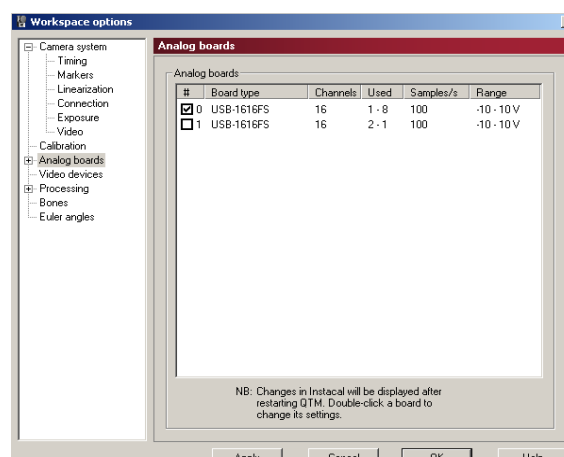 Workspace options
Camera system
Timing
Markers
Linearization
Connection
Exposure
Video
Calibration
Analog boards
Video devices
Processing
Bones
Euler angles
Analog boards
Analog boards
# Board type Channels Used Samples/s Range
0 USB-1616FS 16 1 - 8 100 -10 - 10 V
1 USB-1616FS 16 2 - 1 100 -10 - 10 V
NB: Changes in Instacal will be displayed after
restarting QTM. Double-click a board to
change its settings.
Apply Cancel OK Help